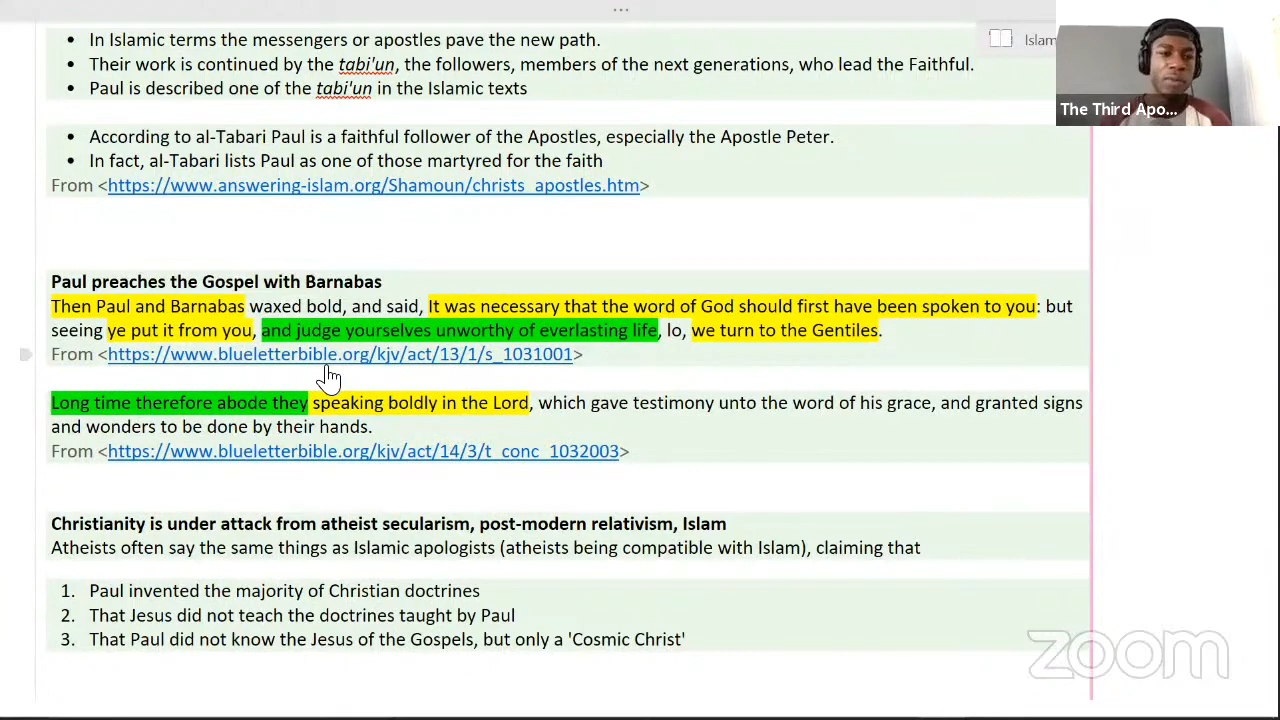 Islam
The Third Apo...
• In Islamic terms the messengers or apostles pave the new path.
• Their work is continued by the tabi'un, the followers, members of the next generations, who lead the Faithful.
• Paul is described one of the tabi'un in the Islamic texts
• According to al-Tabari Paul is a faithful follower of the Apostles, especially the Apostle Peter.
• In fact, al-Tabari lists Paul as one of those martyred for the faith
From <https://www.answering-islam.org/Shamoun/christs_apostles.htm>
Paul preaches the Gospel with Barnabas
Then Paul and Barnabas waxed bold, and said, It was necessary that the word of God should first have been spoken to you: but
seeing ye put it from you, and judge yourselves unworthy of everlasting life, lo, we turn to the Gentiles.
From <https://www.blueletterbible.org/kjv/act/13/1/s_1031001>
Long time therefore abode they speaking boldly in the Lord, which gave testimony unto the word of his grace, and granted signs
and wonders to be done by their hands.
From <https://www.blueletterbible.org/kjv/act/14/3/t_conc_1032003>
Christianity is under attack from atheist secularism, post-modern relativism, Islam
Atheists often say the same things as Islamic apologists (atheists being compatible with Islam), claiming that
1. Paul invented the majority of Christian doctrines
2. That Jesus did not teach the doctrines taught by Paul
3. That Paul did not know the Jesus of the Gospels, but only a 'Cosmic Christ'
zoom